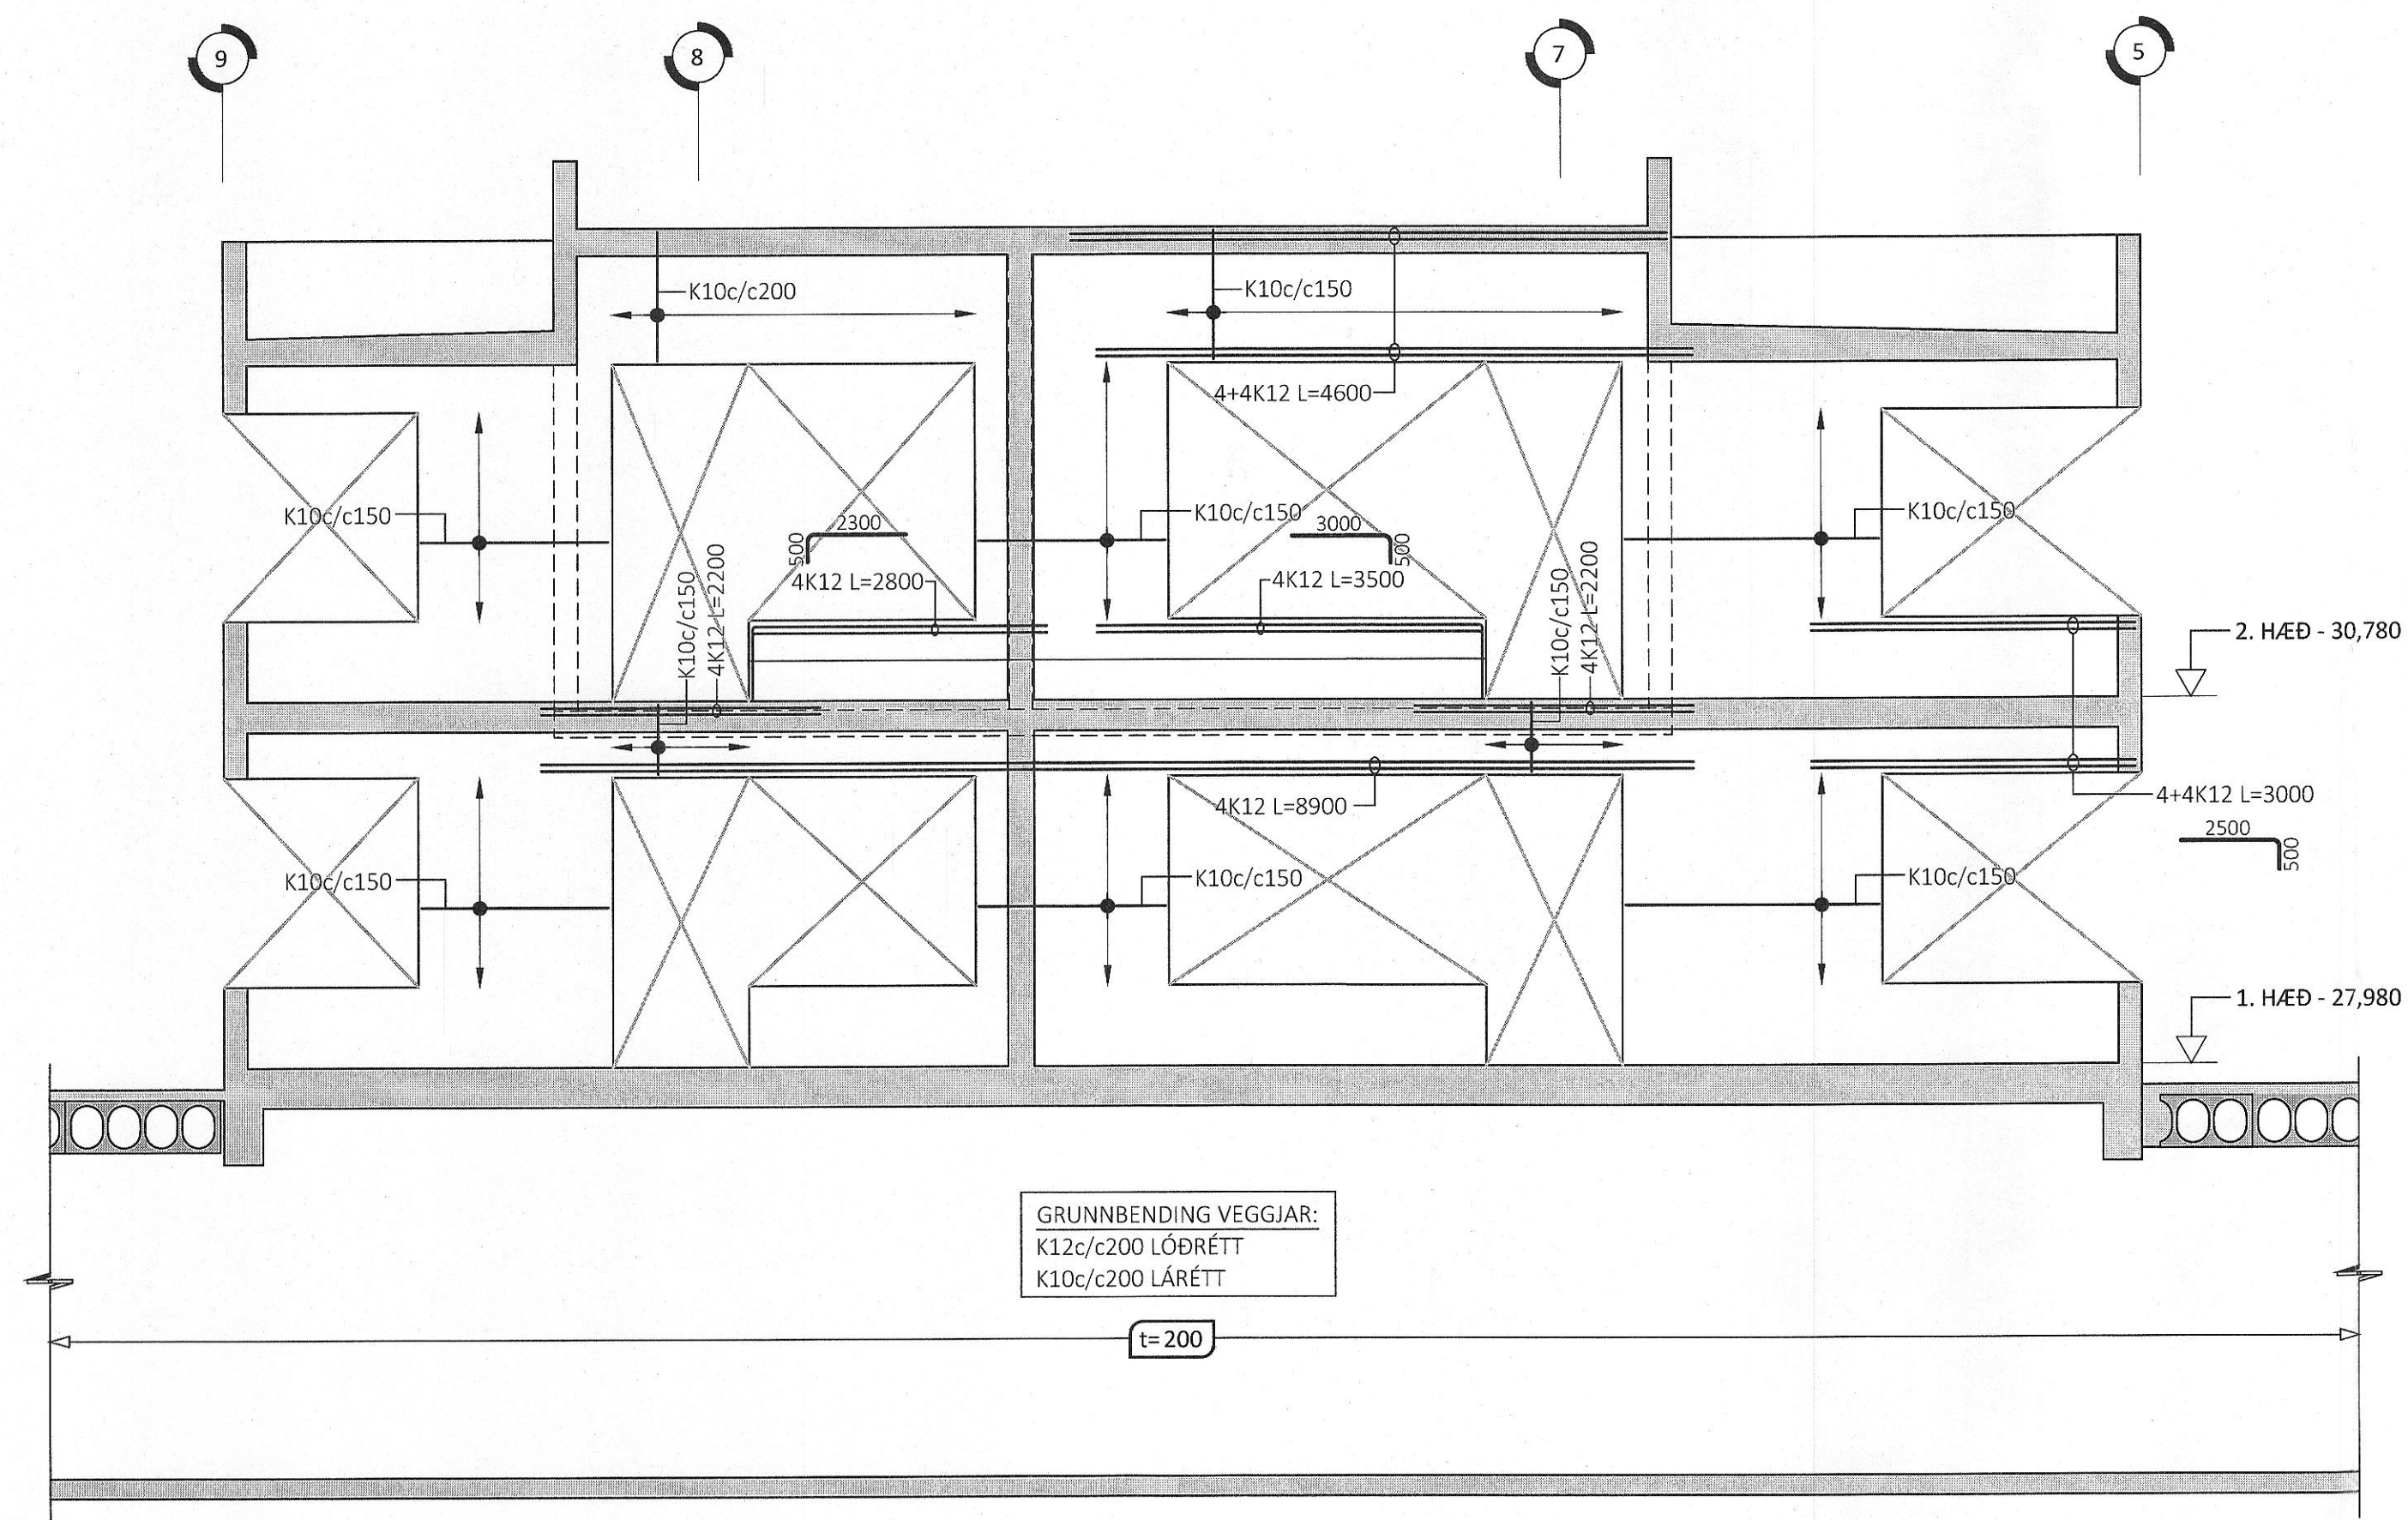 9
8
7
5
K10c/c200
K10c/c150
4+4K12 L=4600
K10c/c150
2300
500
4K12 L=2800
K10c/c150
4K12 L=2200
K10c/c150
3000
500
4K12 L=3500
K10c/c150
4K12 L=2200
K10c/c150
2. HÆÐ - 30,780
4K12 L=8900
4+4K12 L=3000
2500
500
K10c/c150
K10c/c150
K10c/c150
1. HÆÐ - 27,980
GRUNNBENDING VEGGJAR:
K12c/c200 LÓÐRÉTT
K10c/c200 LÁRÉTT
t=200